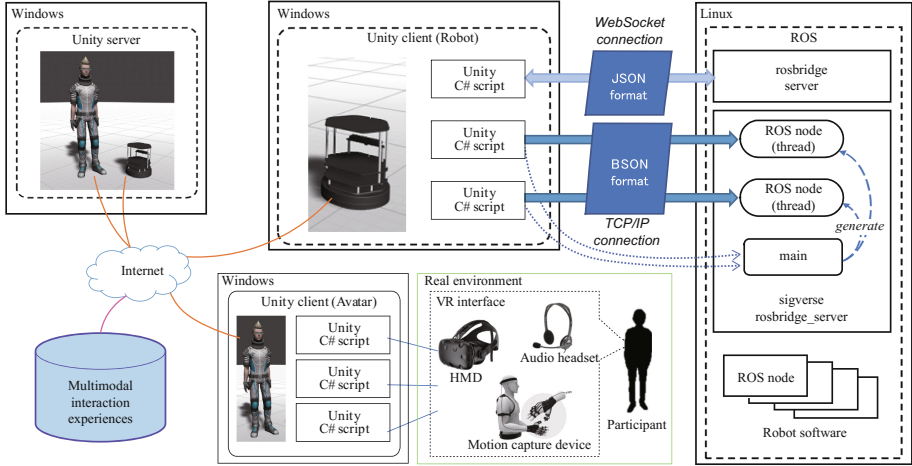 Windows
Unity server
Windows
Unity client (Robot)
Unity
C# script
Unity
C# script
Unity
C# script
WebSocket
connection
JSON
format
BSON
format
TCP/IP
connection
Linux
ROS
rosbridge
server
ROS node
(thread)
ROS node
(thread)
generate
main
sigverse
rosbridge_server
ROS node
Robot software
Internet
Multimodal
interaction
experiences
Windows
Unity client (Avatar)
Unity
C# script
Unity
C# script
Unity
C# script
Real environment
VR interface
HMD
Audio headset
Motion capture device
Participant